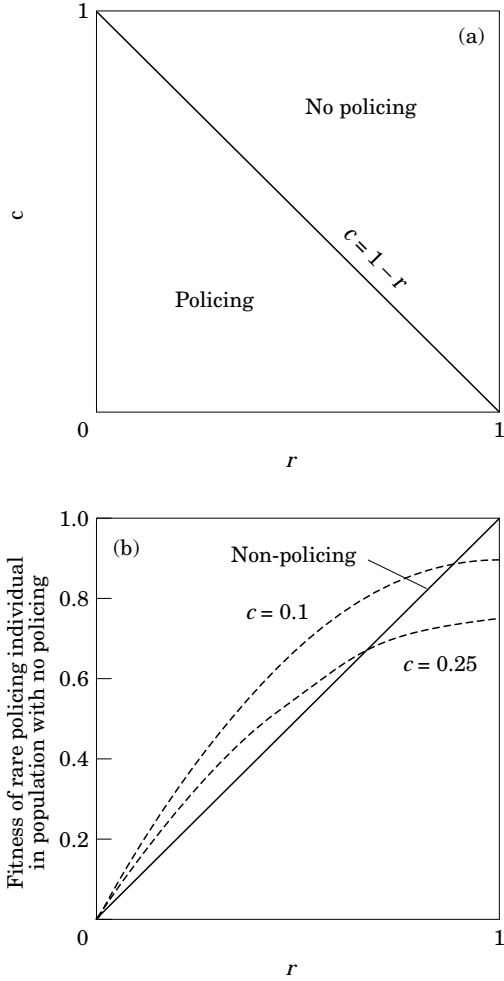 1
(a)
No policing
c
c = 1 – r
Policing
0
1
r
1.0
(b)
Non-policing
0.8
c = 0.1
0.6
c = 0.25
Fitness of rare policing individual
in population with no policing
0.4
0.2
0
1
r